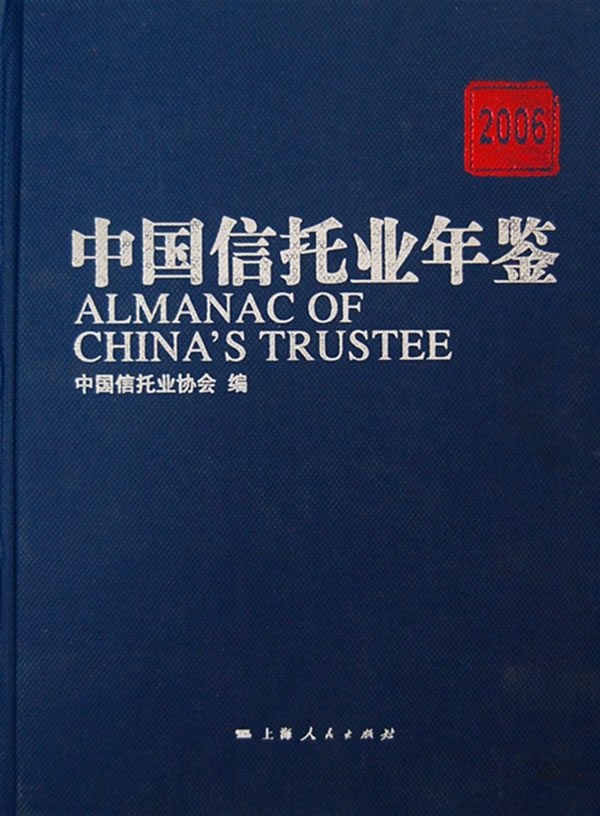 2006
中国信托业年鉴
ALMANAC OF
CHINA'S TRUSTEE
中国信托业协会 编
上海人民出版社